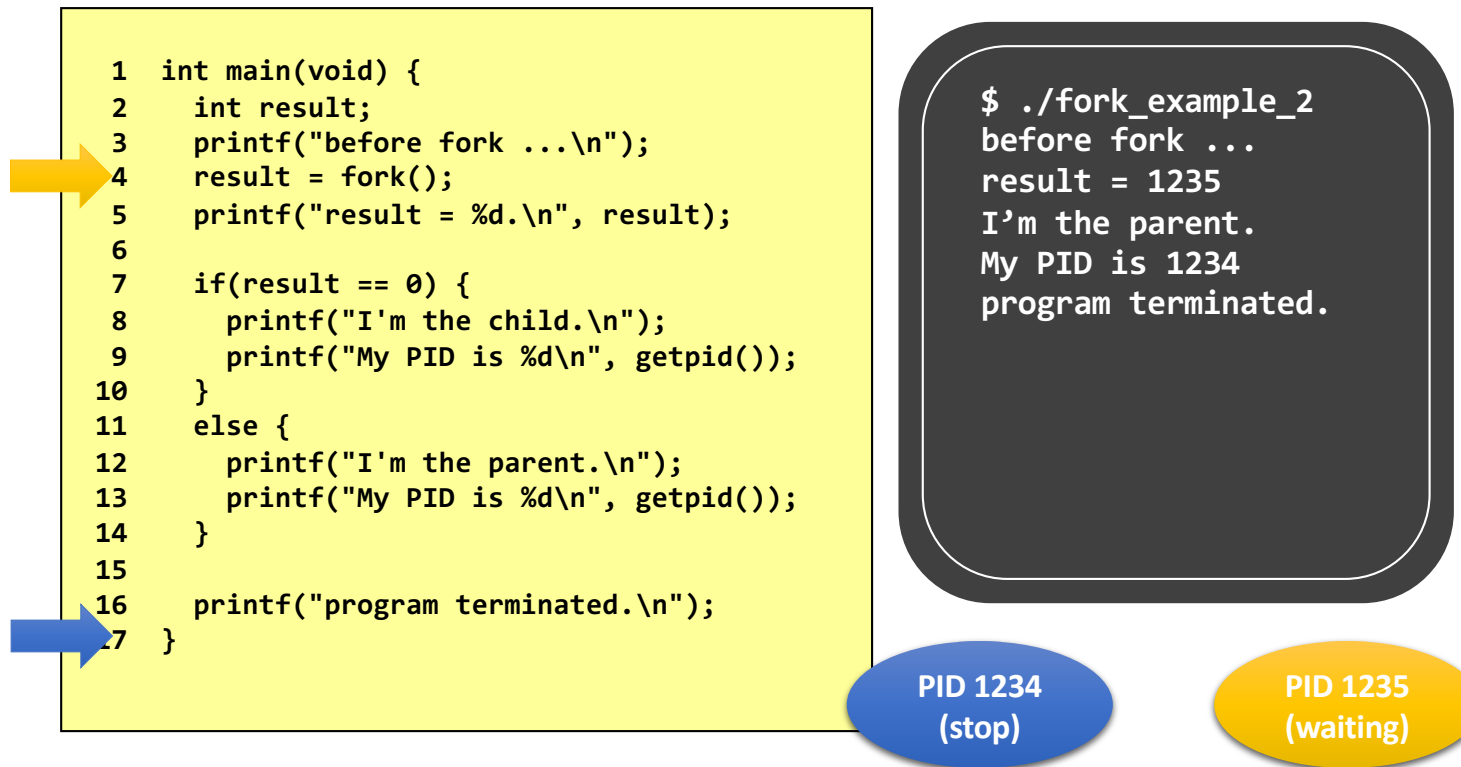 1 int main(void) {
2 int result;
3 printf("before fork ...\n");
4 result = fork();
5 printf("result = %d.\n", result);
6
7 if(result == 0) {
8 printf("I'm the child.\n");
9 printf("My PID is %d\n", getpid());
10 }
11 else {
12 printf("I'm the parent.\n");
13 printf("My PID is %d\n", getpid());
14 }
15
16 printf("program terminated.\n");
17 }
$ ./fork_example_2
before fork ...
result = 1235
I’m the parent.
My PID is 1234
program terminated.
PID 1234
(stop)
PID 1235
(waiting)